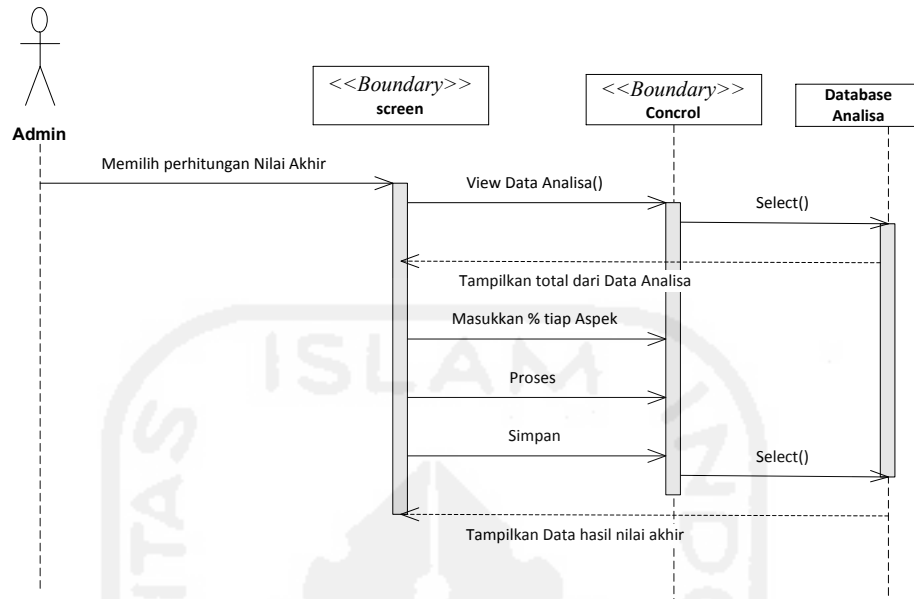 <<Boundary>>
screen
<<Boundary>>
Concrol
Database
Analisa
Admin
Memilih perhitungan Nilai Akhir
View Data Analisa()
Select()
Tampilkan total dari Data Analisa
Masukkan % tiap Aspek
Proses
Simpan
Select()
Tampilkan Data hasil nilai akhir
ISLAM